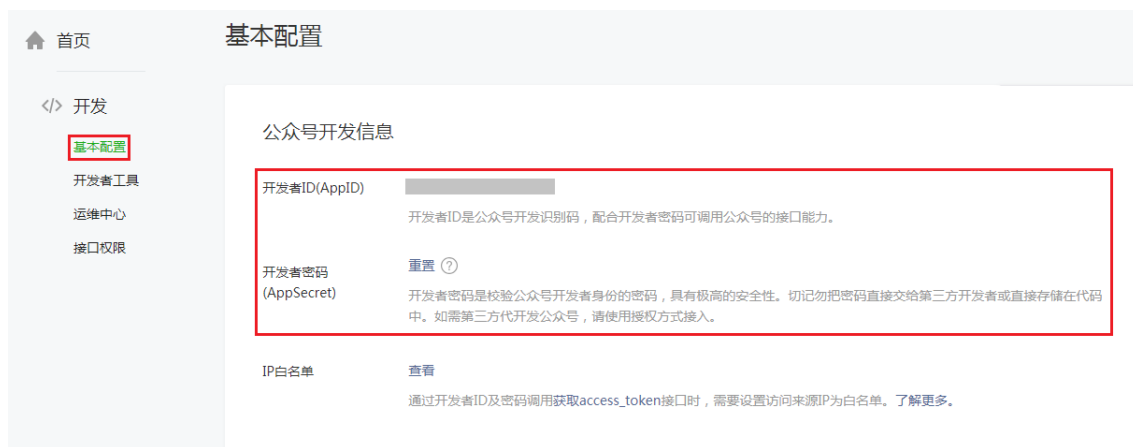 首页
基本配置
开发
基本配置
开发者工具
运维中心
接口权限
公众号开发信息
开发者ID(AppID)
开发者ID是公众号开发识别码，配合开发者密码可调用公众号的接口能力。
开发者密码
(AppSecret)
重置
开发者密码是校验公众号开发者身份的密码，具有极高的安全性。切记勿把密码直接交给第三方开发者或直接存储在代码
中。如需第三方代开发公众号，请使用授权方式接入。
IP白名单
查看
通过开发者ID及密码调用获取access_token接口时，需要设置访问来源IP为白名单。了解更多。